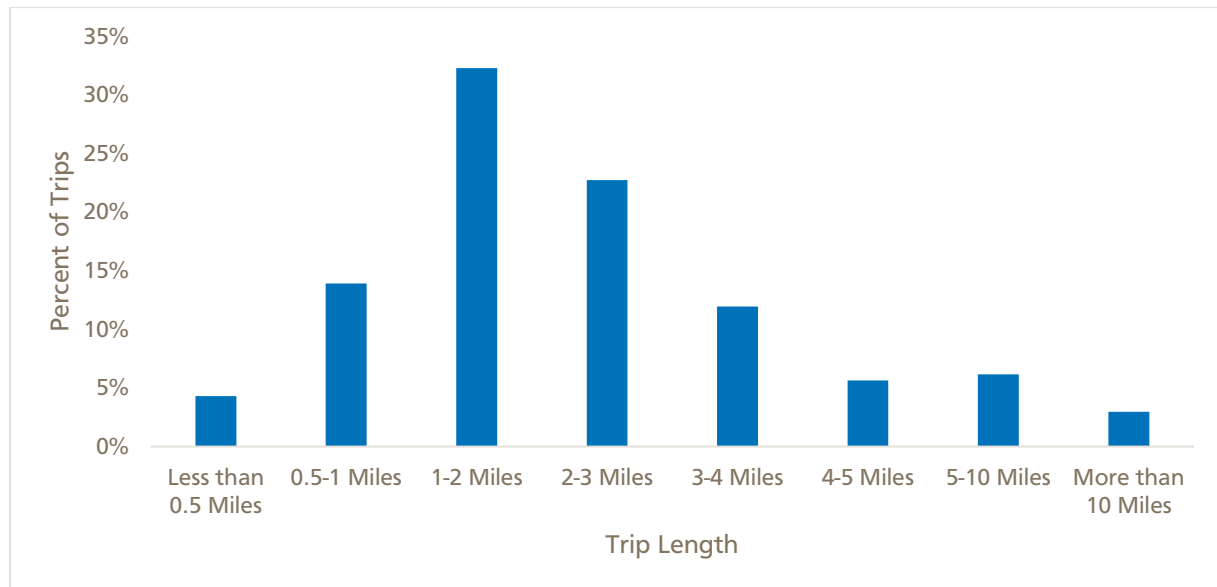 35%
30%
25%
20%
15%
10%
5%
0%
Percent of Trips
Less than
0.5 Miles
0.5-1 Miles
1-2 Miles
2-3 Miles
3-4 Miles
4-5 Miles
5-10 Miles
More than
10 Miles
Trip Length